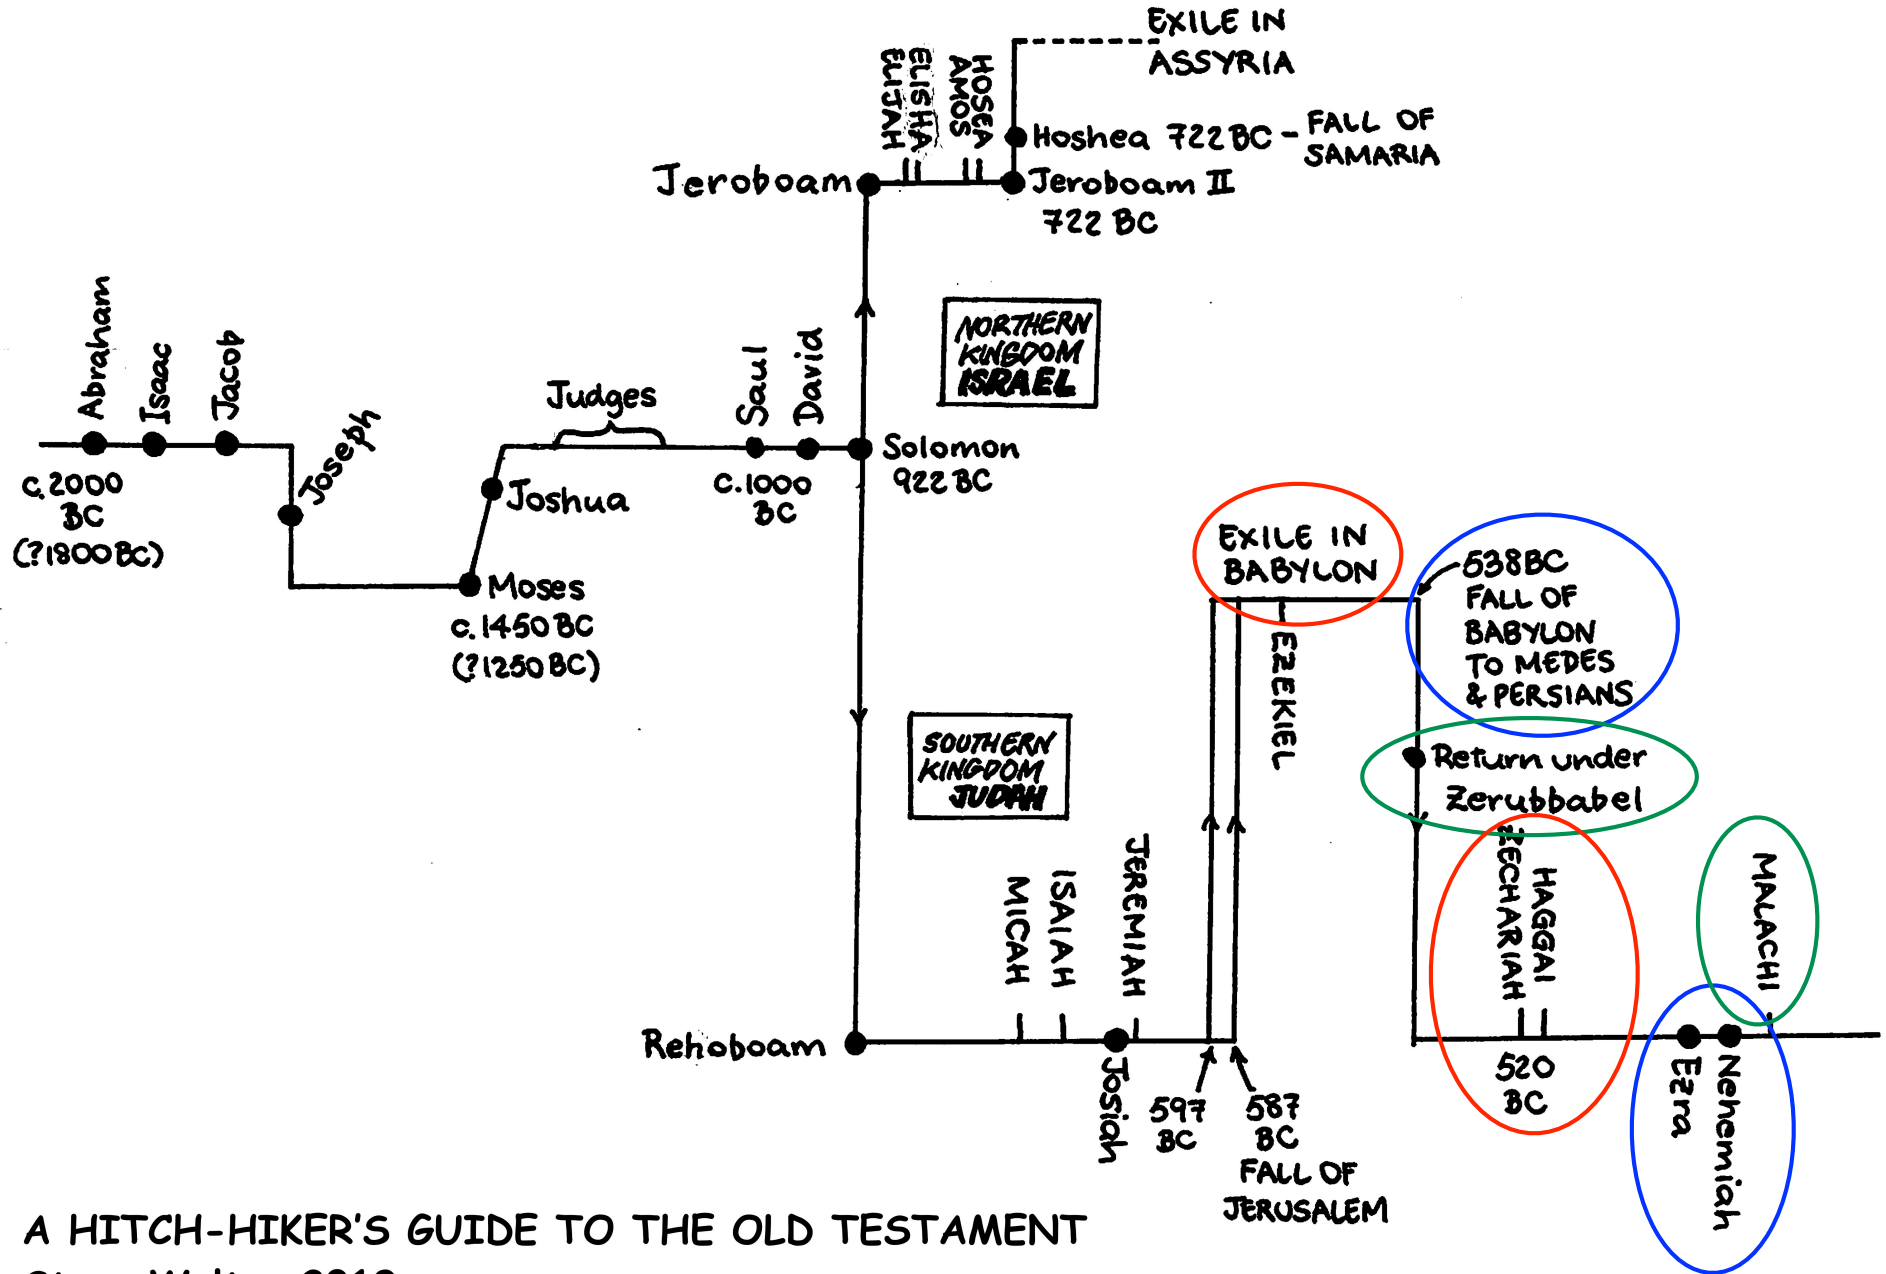 EXILE IN
ASSYRIA
ELIJAH
ELISHA
AMOS
HOSEA
Hoshea 722 BC - FALL OF
SAMARIA
Jeroboam
Jeroboam II
722 BC
NORTHERN
KINGDOM
ISRAEL
Abraham
Isaac
Jacob
Joseph
Judges
Saul
David
Solomon
922 BC
c.2000
BC
(?1800 BC)
Joshua
c.1000
BC
Moses
c.1450 BC
(?1250 BC)
EXILE IN
BABYLON
EZEKIEL
538BC
FALL OF
BABYLON
TO MEDES
& PERSIANS
Return under
Zerubbabel
SOUTHERN
KINGDOM
JUDAH
MICAH
ISAIAH
JEREMIAH
ZECHARIAH
HAGGAI
MALACHI
Rehoboam
Josiah
597
BC
587
BC
FALL OF
JERUSALEM
520
BC
Ezra
Nehemiah
A HITCH-HIKER'S GUIDE TO THE OLD TESTAMENT